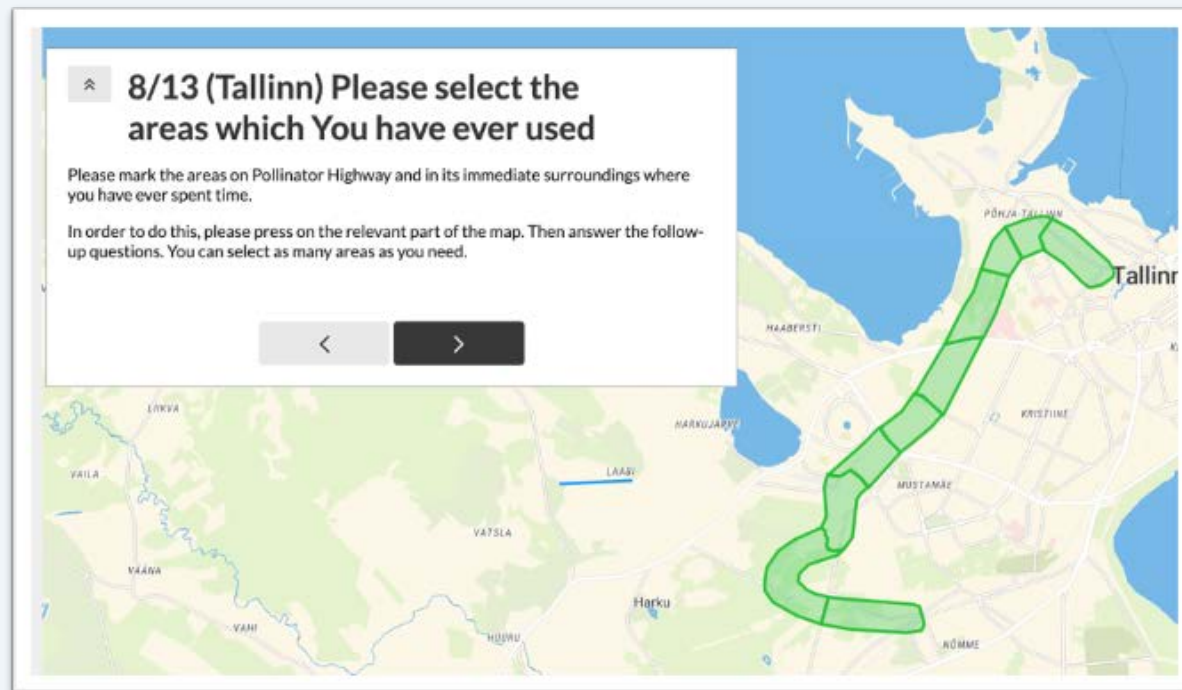 8/13 (Tallinn) Please select the
areas which You have ever used
Please mark the areas on Pollinator Highway and in its immediate surroundings where
you have ever spent time.
In order to do this, please press on the relevant part of the map. Then answer the follow-
up questions. You can select as many areas as you need.
PÕHJA-TALLINN
Tallinn
HAABERSTI
LIIKVA
HARKUJÄRVE
KRISTIINE
VAILA
LAABI
MUSTAMÄE
VATSLA
VÄÄNA
Harku
VAHI
HÜÜRU
NÕMME